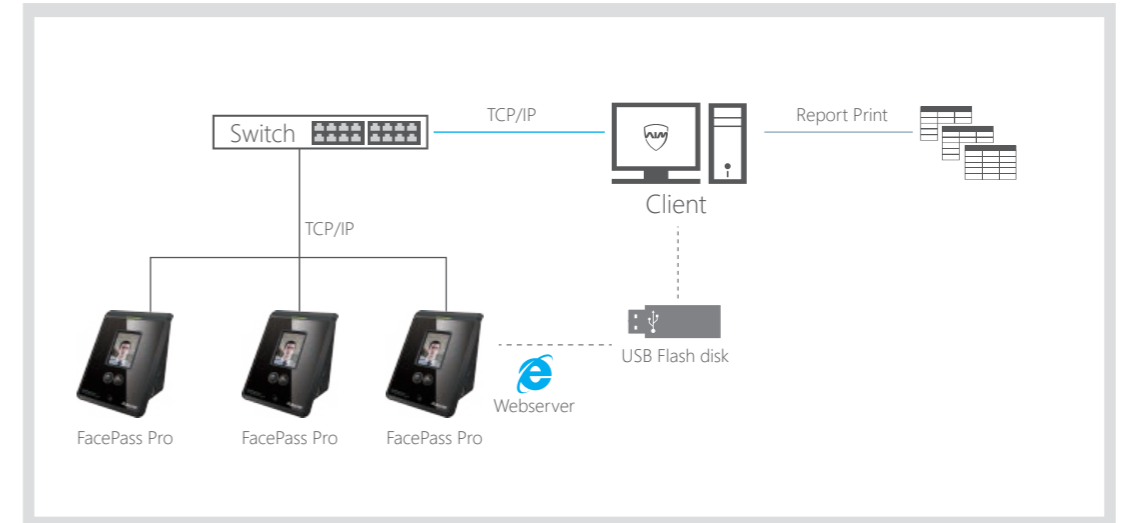 TCP/IP
Report Print
Switch
Client
TCP/IP
USB Flash disk
Webserver
FacePass Pro
FacePass Pro
FacePass Pro